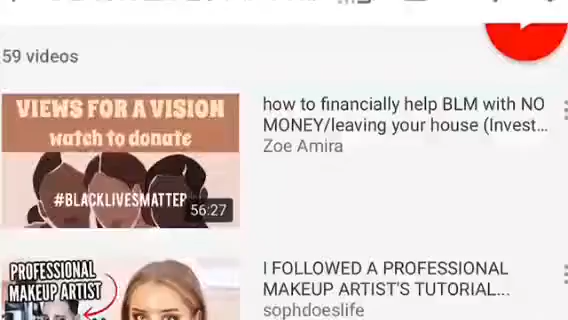 59 videos
VIEWS FOR A VISION
watch to donate
#BLACKLIVESMATTER
56:27
how to financially help BLM with NO
MONEY/leaving your house (Invest...
Zoe Amira
PROFESSIONAL
MAKEUP ARTIST
I FOLLOWED A PROFESSIONAL
MAKEUP ARTIST'S TUTORIAL...
sophdoeslife